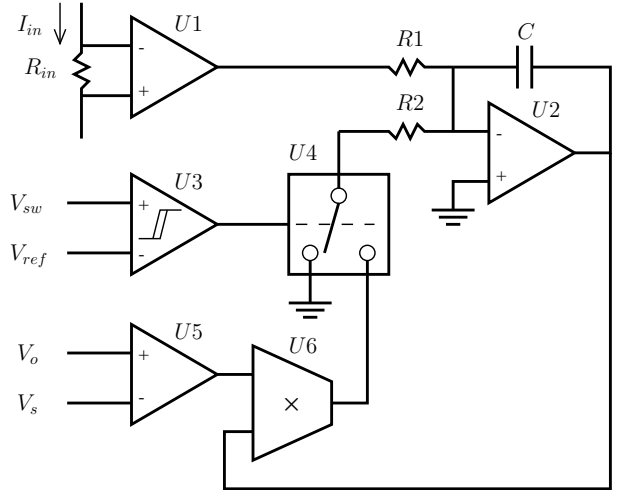 I_in
U1
C
R1
-
R_in
+
R2
U2
-
U4
U3
+
V_sw
+
V_ref
-
U5
U6
V_o
+
×
V_s
-